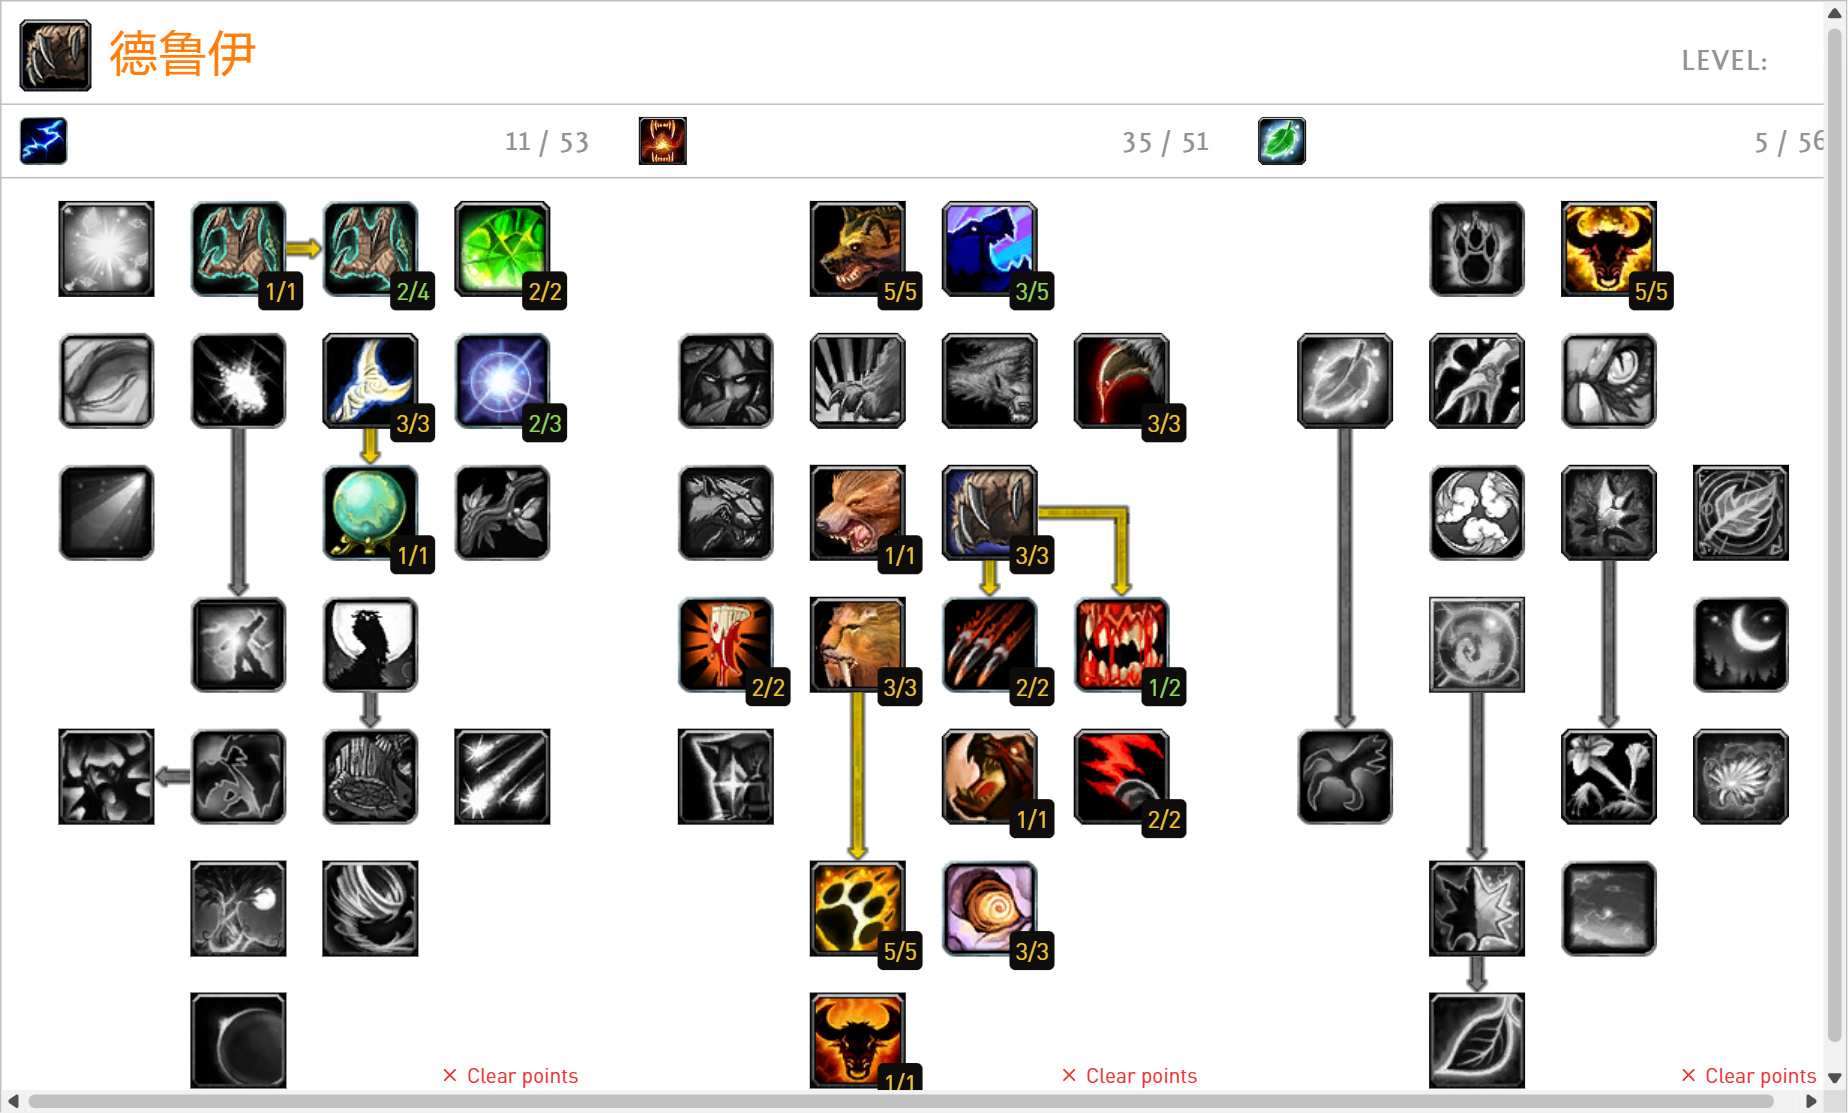 德鲁伊
LEVEL:
11 / 53
35 / 51
5 / 56
1/1
2/4
2/2
5/5
3/5
5/5
3/3
2/3
3/3
1/1
1/1
3/3
2/2
3/3
2/2
1/2
1/1
2/2
5/5
3/3
1/1
× Clear points
× Clear points
× Clear points